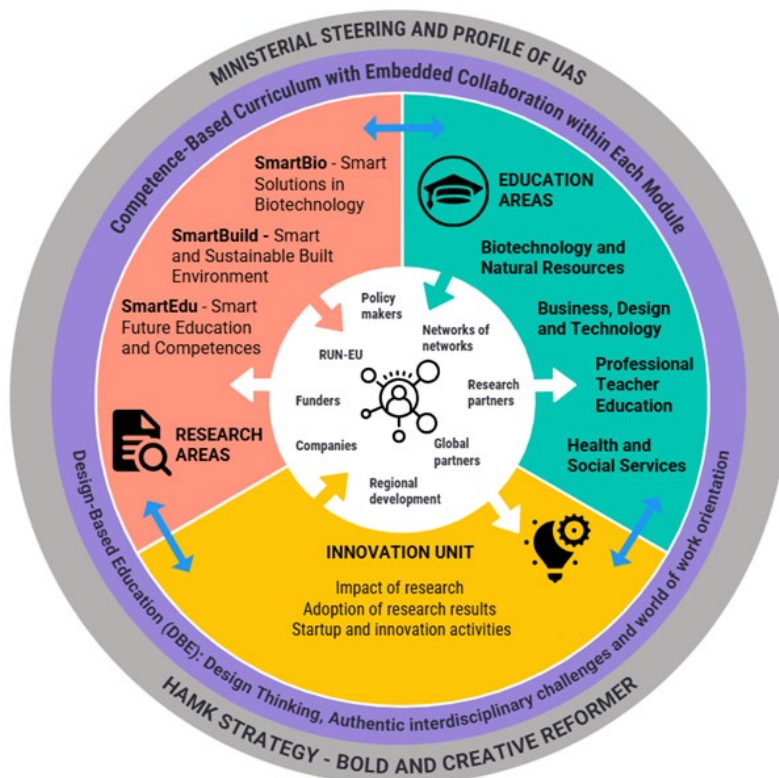 MINISTERIAL STEERING AND PROFILE OF UAS
Competence-Based Curriculum with Embedded Collaboration within Each Module
SmartBio - Smart
Solutions in
Biotechnology
SmartBuild - Smart
and Sustainable Built
Environment
SmartEdu - Smart
Future Education
and Competences
RESEARCH
AREAS
EDUCATION
AREAS
Biotechnology and
Natural Resources
Business, Design
and Technology
Professional
Teacher
Education
Health and
Social Services
Policy
makers
Networks of
networks
RUN-EU
Research
partners
Funders
Companies
Global
partners
Regional
development
INNOVATION UNIT
Impact of research
Adoption of research results
Startup and innovation activities
Design-Based Education (DBE): Design Thinking, Authentic interdisciplinary challenges and world of work orientation
HAMK STRATEGY - BOLD AND CREATIVE REFORMER